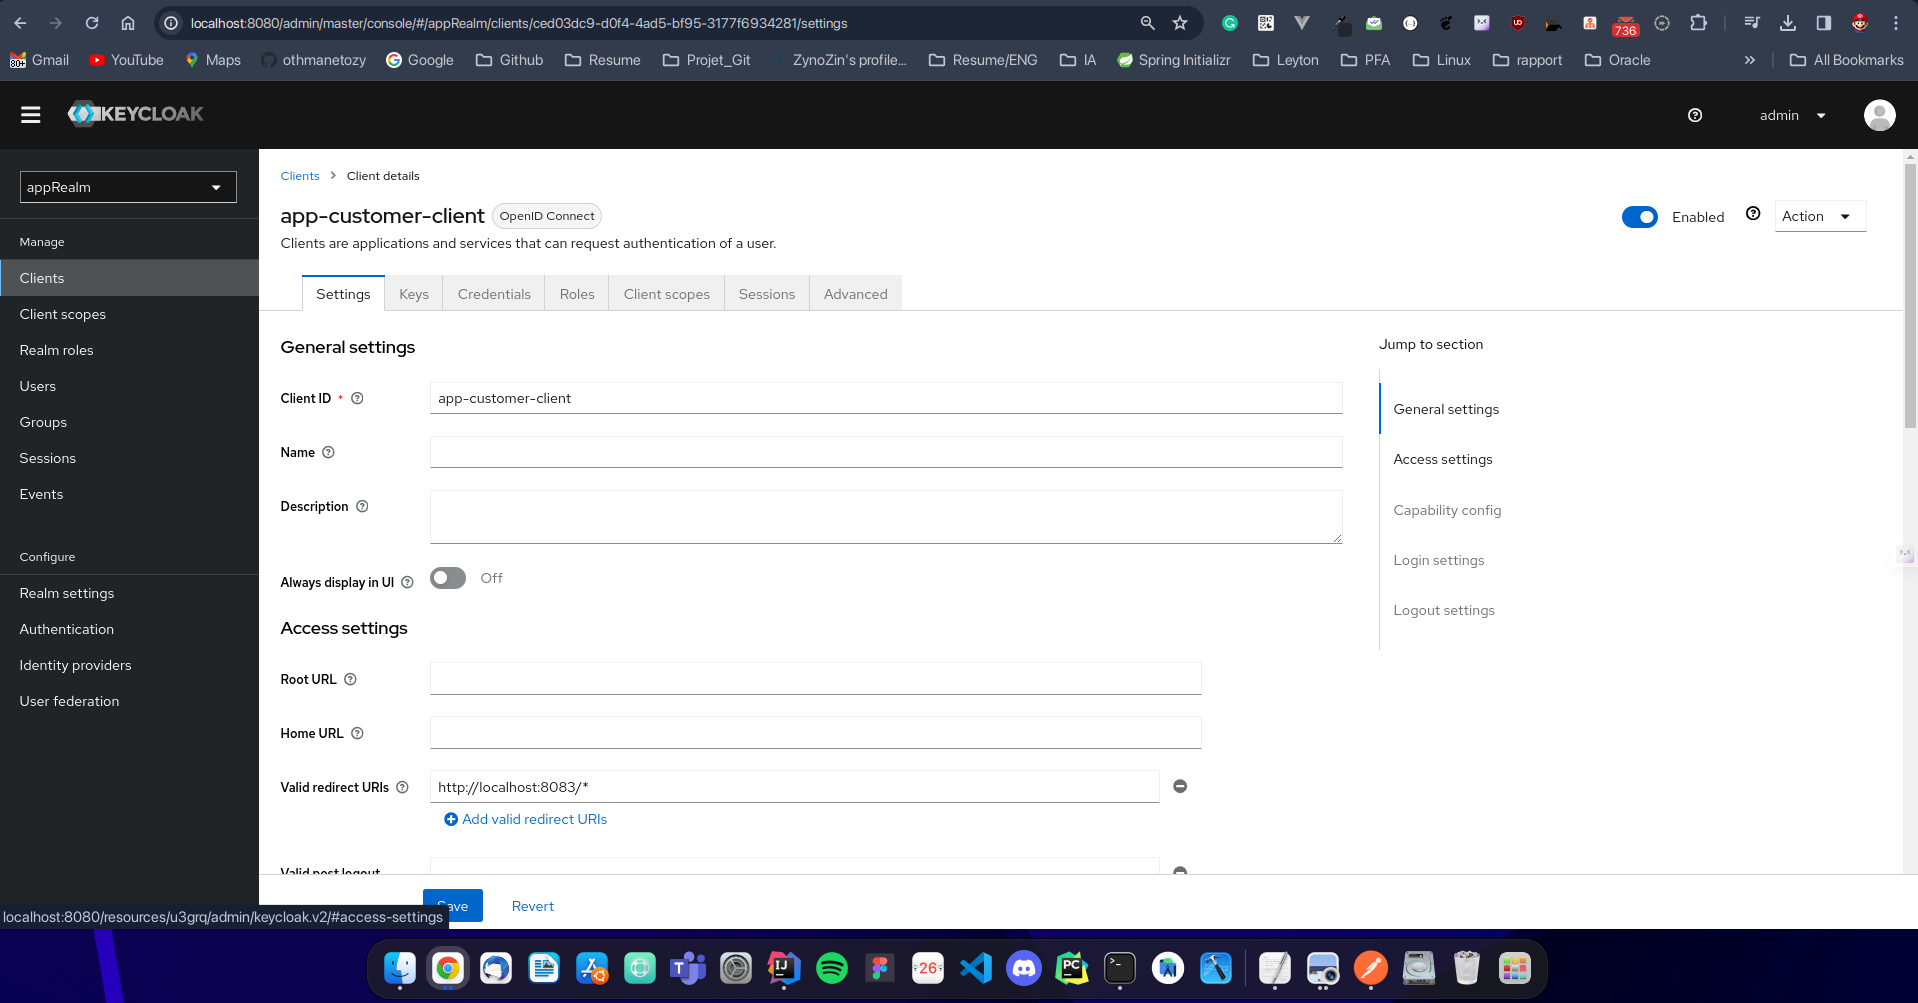 localhost:8080/admin/master/console/#/appRealm/clients/ced03dc9-d0f4-4ad5-bf95-3177f6934281/settings
736
80+ Gmail YouTube Maps othmanetozy Google Github Resume Projet_Git ZynoZin's profile... Resume/ENG IA Spring Initializr Leyton PFA Linux rapport Oracle » All Bookmarks
KEYCLOAK admin
appRealm
Manage
Clients
Client scopes
Realm roles
Users
Groups
Sessions
Events
Configure
Realm settings
Authentication
Identity providers
User federation
Clients > Client details
app-customer-client OpenID Connect Enabled Action
Clients are applications and services that can request authentication of a user.
Settings Keys Credentials Roles Client scopes Sessions Advanced
General settings
Client ID * app-customer-client
Name
Description
Always display in UI Off
Access settings
Root URL
Home URL
Valid redirect URIs http://localhost:8083/*
Add valid redirect URIs
Valid post logout
Save Revert
Jump to section
General settings
Access settings
Capability config
Login settings
Logout settings
localhost:8080/resources/u3grq/admin/keycloak.v2/#access-settings
T IJ 26 PC >_ AI